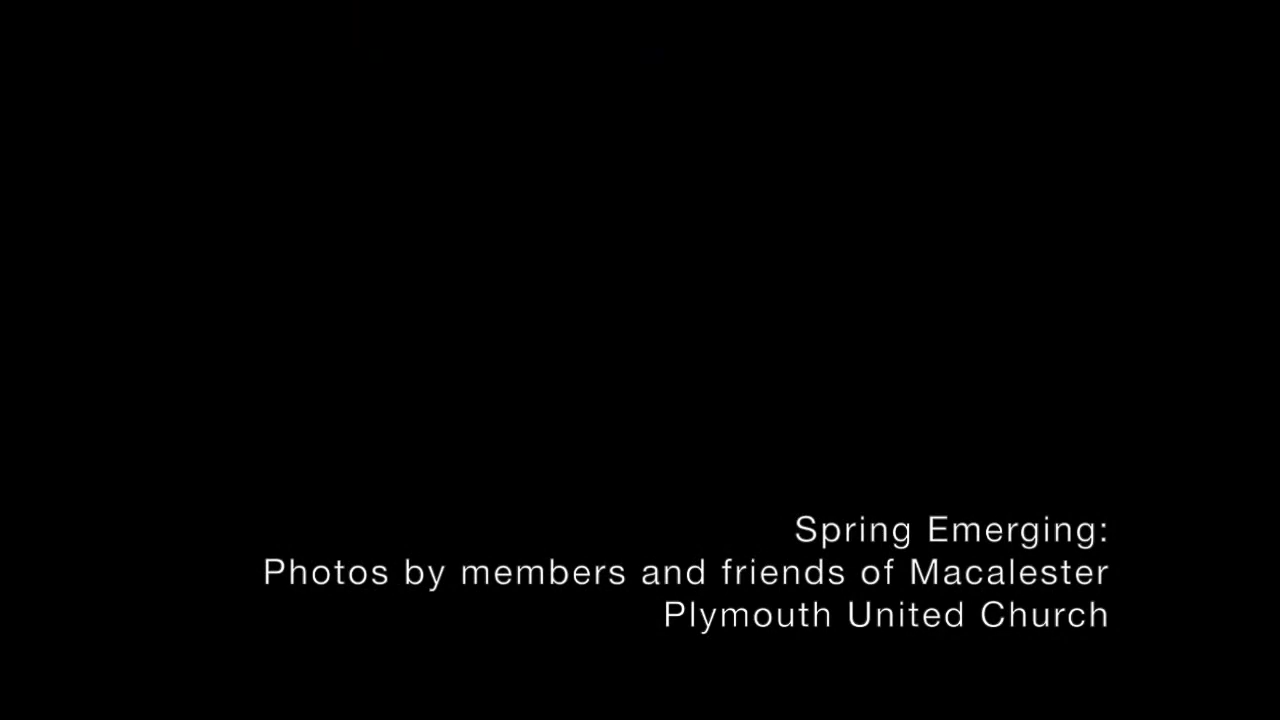 Spring Emerging:
Photos by members and friends of Macalester
Plymouth United Church